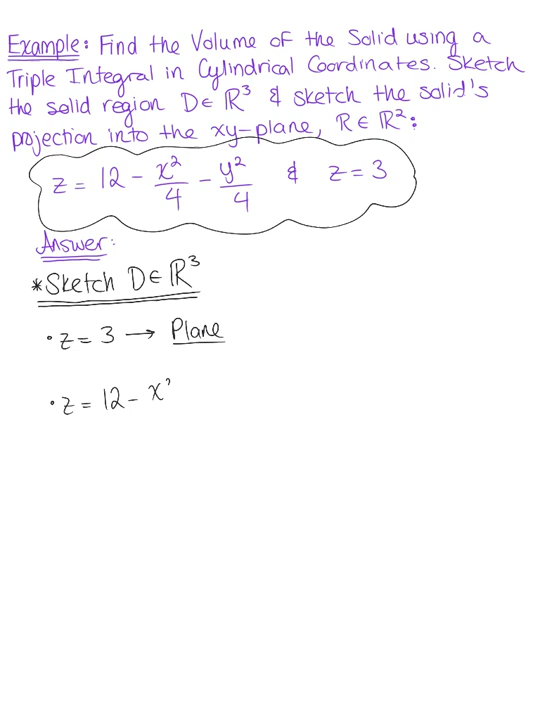 Example: Find the Volume of the Solid using a
Triple Integral in Cylindrical Coordinates. Sketch
the solid region D ∈ ℝ³ & sketch the solid's
projection into the xy-plane, R ∈ ℝ²:
z = 12 - x²/4 - y²/4 & z = 3
Answer:
*Sketch D ∈ ℝ³
• z = 3 → Plane
• z = 12 - x